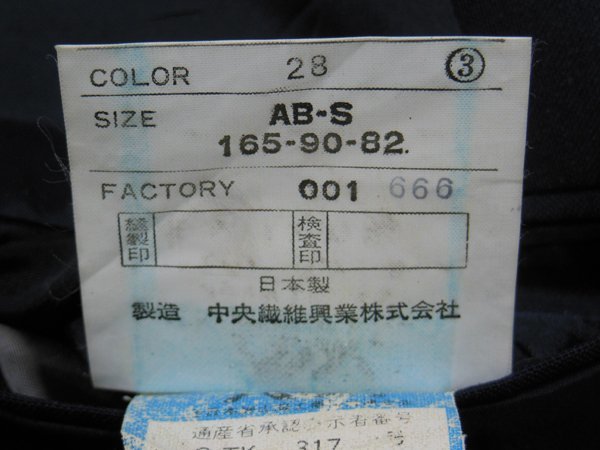 COLOR 28 ③
SIZE AB-S
165-90-82.
FACTORY 001 666
縫製印 検査印
日本製
製造 中央繊維興業株式会社
通産省承認 示者番号
TK 317 号